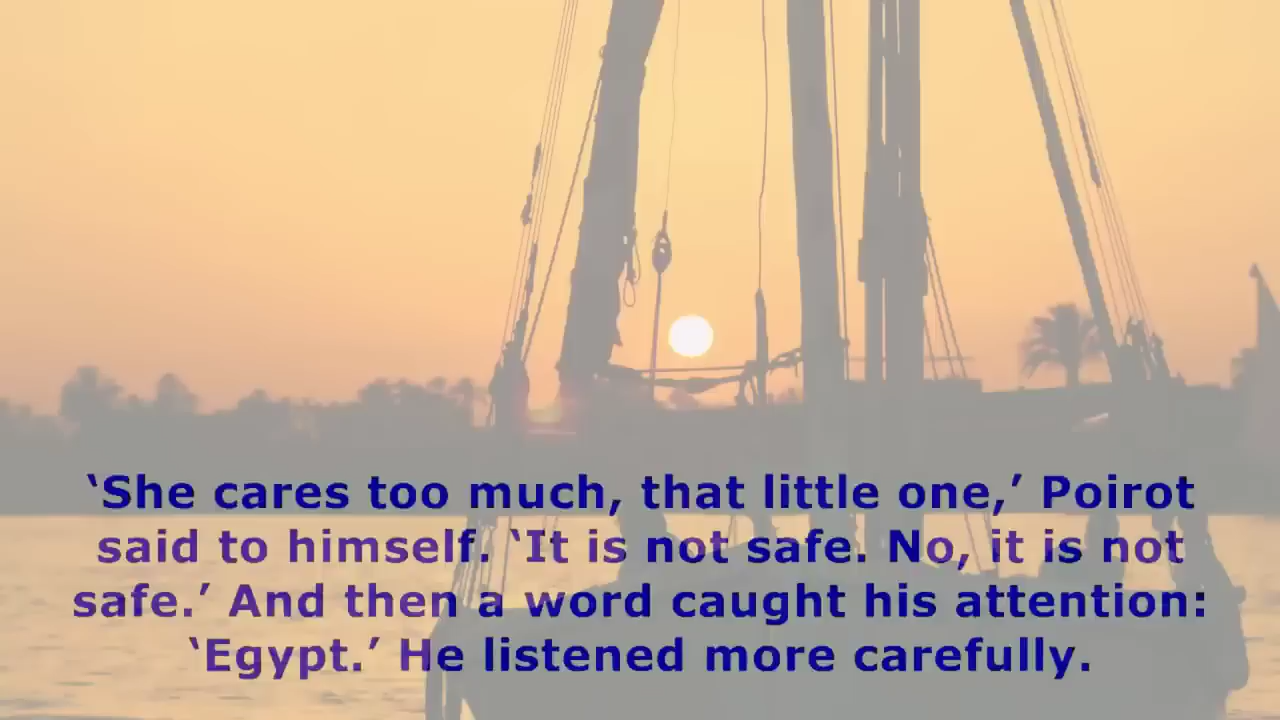 ‘She cares too much, that little one,’ Poirot
said to himself. ‘It is not safe. No, it is not
safe.’ And then a word caught his attention:
‘Egypt.’ He listened more carefully.